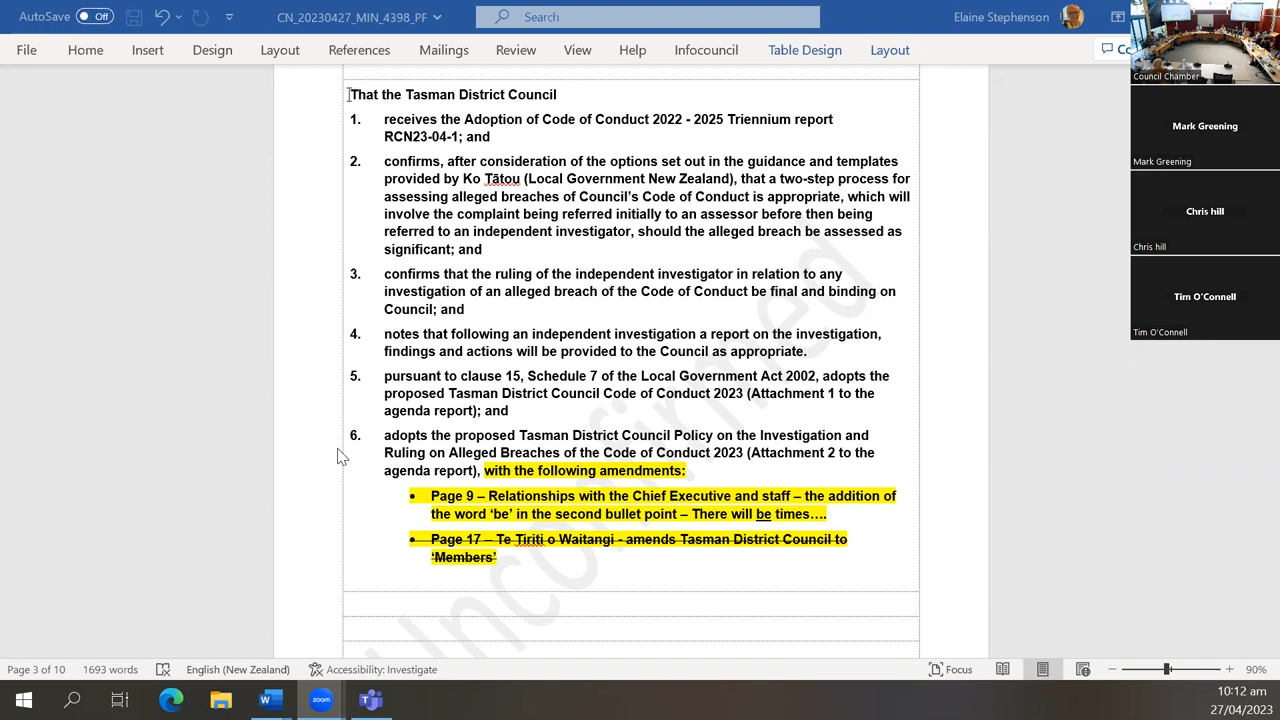 AutoSave Off CN_20230427_MIN_4398_PF Search Elaine Stephenson
File Home Insert Design Layout References Mailings Review View Help Infocouncil Table Design Layout
Council Chamber
Mark Greening
Mark Greening
Chris hill
Chris hill
Tim O'Connell
Tim O'Connell
That the Tasman District Council
1. receives the Adoption of Code of Conduct 2022 - 2025 Triennium report
RCN23-04-1; and
2. confirms, after consideration of the options set out in the guidance and templates
provided by Ko Tātou (Local Government New Zealand), that a two-step process for
assessing alleged breaches of Council's Code of Conduct is appropriate, which will
involve the complaint being referred initially to an assessor before then being
referred to an independent investigator, should the alleged breach be assessed as
significant; and
3. confirms that the ruling of the independent investigator in relation to any
investigation of an alleged breach of the Code of Conduct be final and binding on
Council; and
4. notes that following an independent investigation a report on the investigation,
findings and actions will be provided to the Council as appropriate.
5. pursuant to clause 15, Schedule 7 of the Local Government Act 2002, adopts the
proposed Tasman District Council Code of Conduct 2023 (Attachment 1 to the
agenda report); and
6. adopts the proposed Tasman District Council Policy on the Investigation and
Ruling on Alleged Breaches of the Code of Conduct 2023 (Attachment 2 to the
agenda report), with the following amendments:
• Page 9 – Relationships with the Chief Executive and staff – the addition of
the word 'be' in the second bullet point – There will be times….
• Page 17 – Te Tiriti o Waitangi - amends Tasman District Council to
'Members'
Unconfirmed
Page 3 of 10 1693 words English (New Zealand) Accessibility: Investigate Focus 90%
10:12 am
27/04/2023